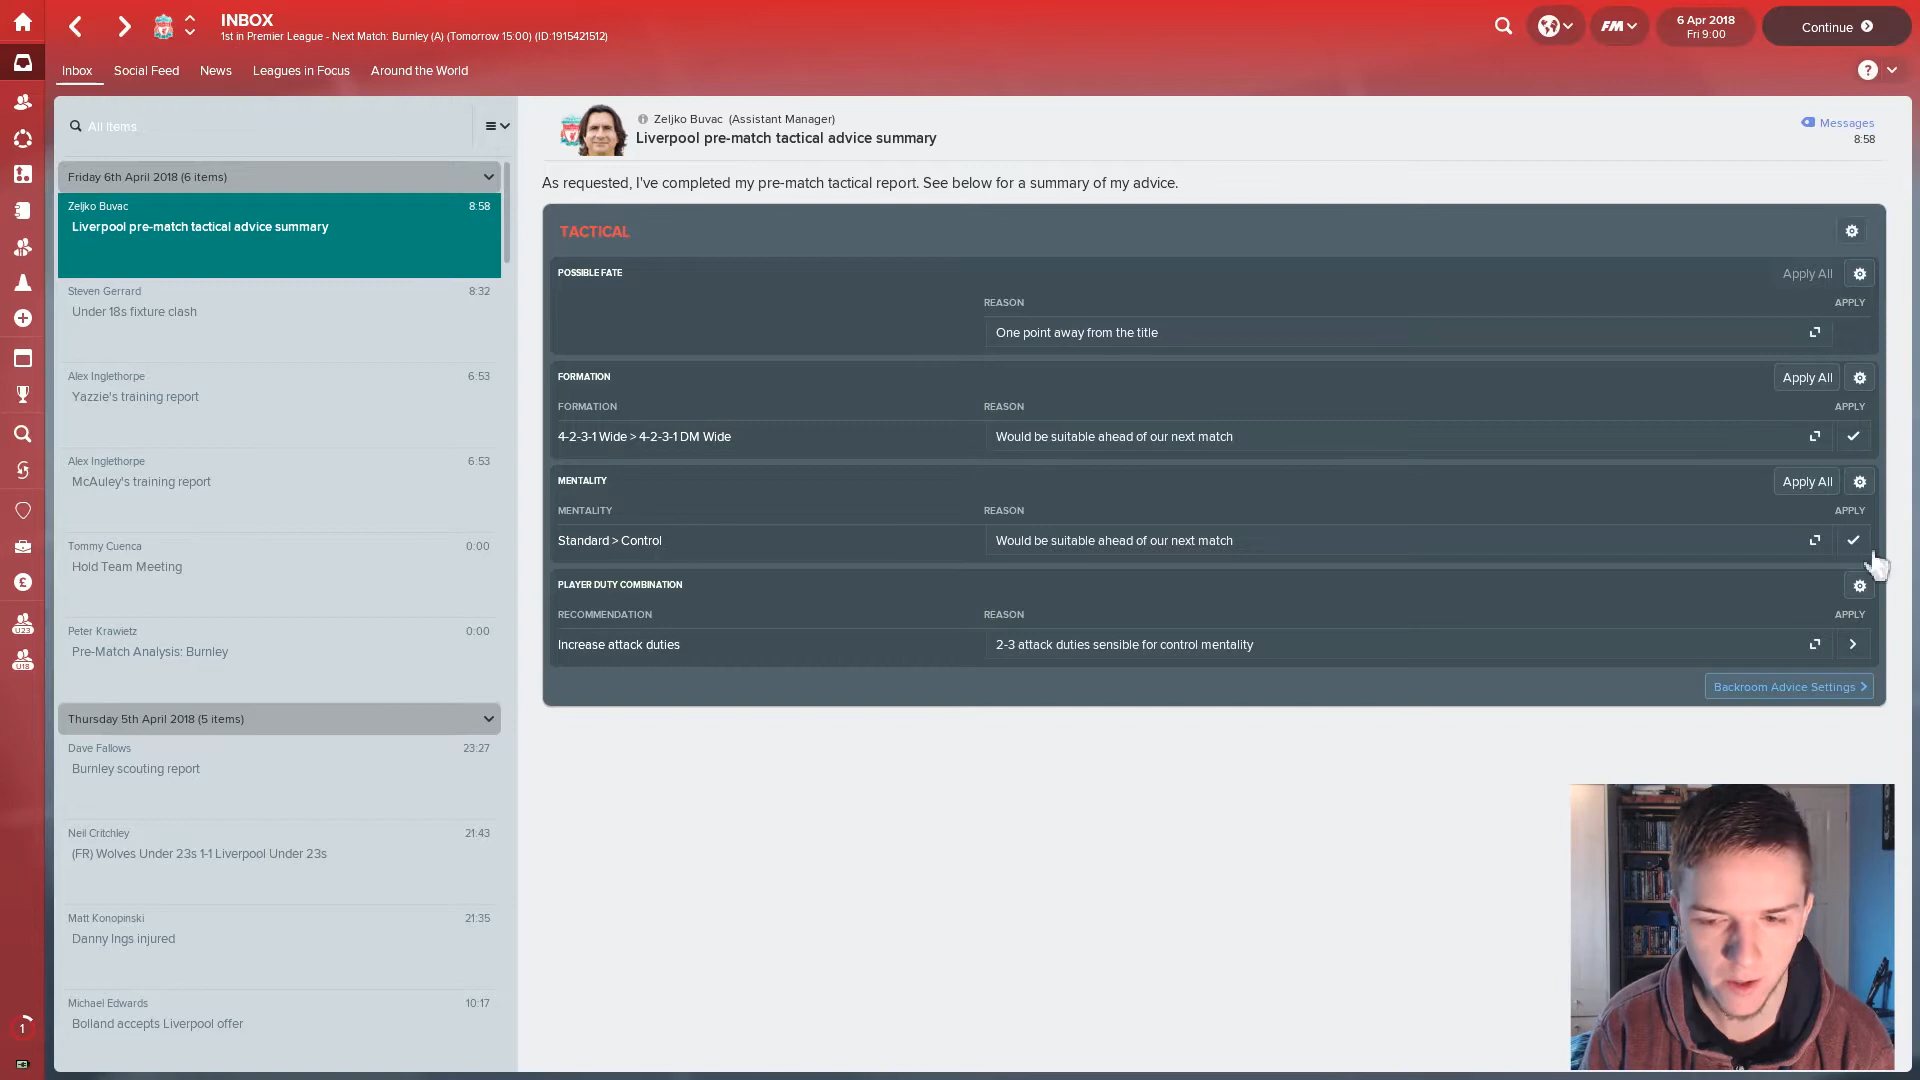 INBOX
1st in Premier League - Next Match: Burnley (A) (Tomorrow 15:00) (ID:1915421512)
FM
6 Apr 2018
Fri 9:00
Continue
Inbox Social Feed News Leagues in Focus Around the World
?
All Items...
Friday 6th April 2018 (6 items)
Zeljko Buvac 8:58
Liverpool pre-match tactical advice summary
Steven Gerrard 8:32
Under 18s fixture clash
Alex Inglethorpe 6:53
Yazzie's training report
Alex Inglethorpe 6:53
McAuley's training report
Tommy Cuenca 0:00
Hold Team Meeting
Peter Krawietz 0:00
Pre-Match Analysis: Burnley
Thursday 5th April 2018 (5 items)
Dave Fallows 23:27
Burnley scouting report
Neil Critchley 21:43
(FR) Wolves Under 23s 1-1 Liverpool Under 23s
Matt Konopinski 21:35
Danny Ings injured
Michael Edwards 10:17
Bolland accepts Liverpool offer
U23
U18
1
Zeljko Buvac (Assistant Manager)
Liverpool pre-match tactical advice summary
Messages
8:58
As requested, I've completed my pre-match tactical report. See below for a summary of my advice.
TACTICAL
POSSIBLE FATE Apply All
REASON APPLY
One point away from the title
FORMATION Apply All
FORMATION REASON APPLY
4-2-3-1 Wide > 4-2-3-1 DM Wide Would be suitable ahead of our next match
MENTALITY Apply All
MENTALITY REASON APPLY
Standard > Control Would be suitable ahead of our next match
PLAYER DUTY COMBINATION
RECOMMENDATION REASON APPLY
Increase attack duties 2-3 attack duties sensible for control mentality
Backroom Advice Settings >